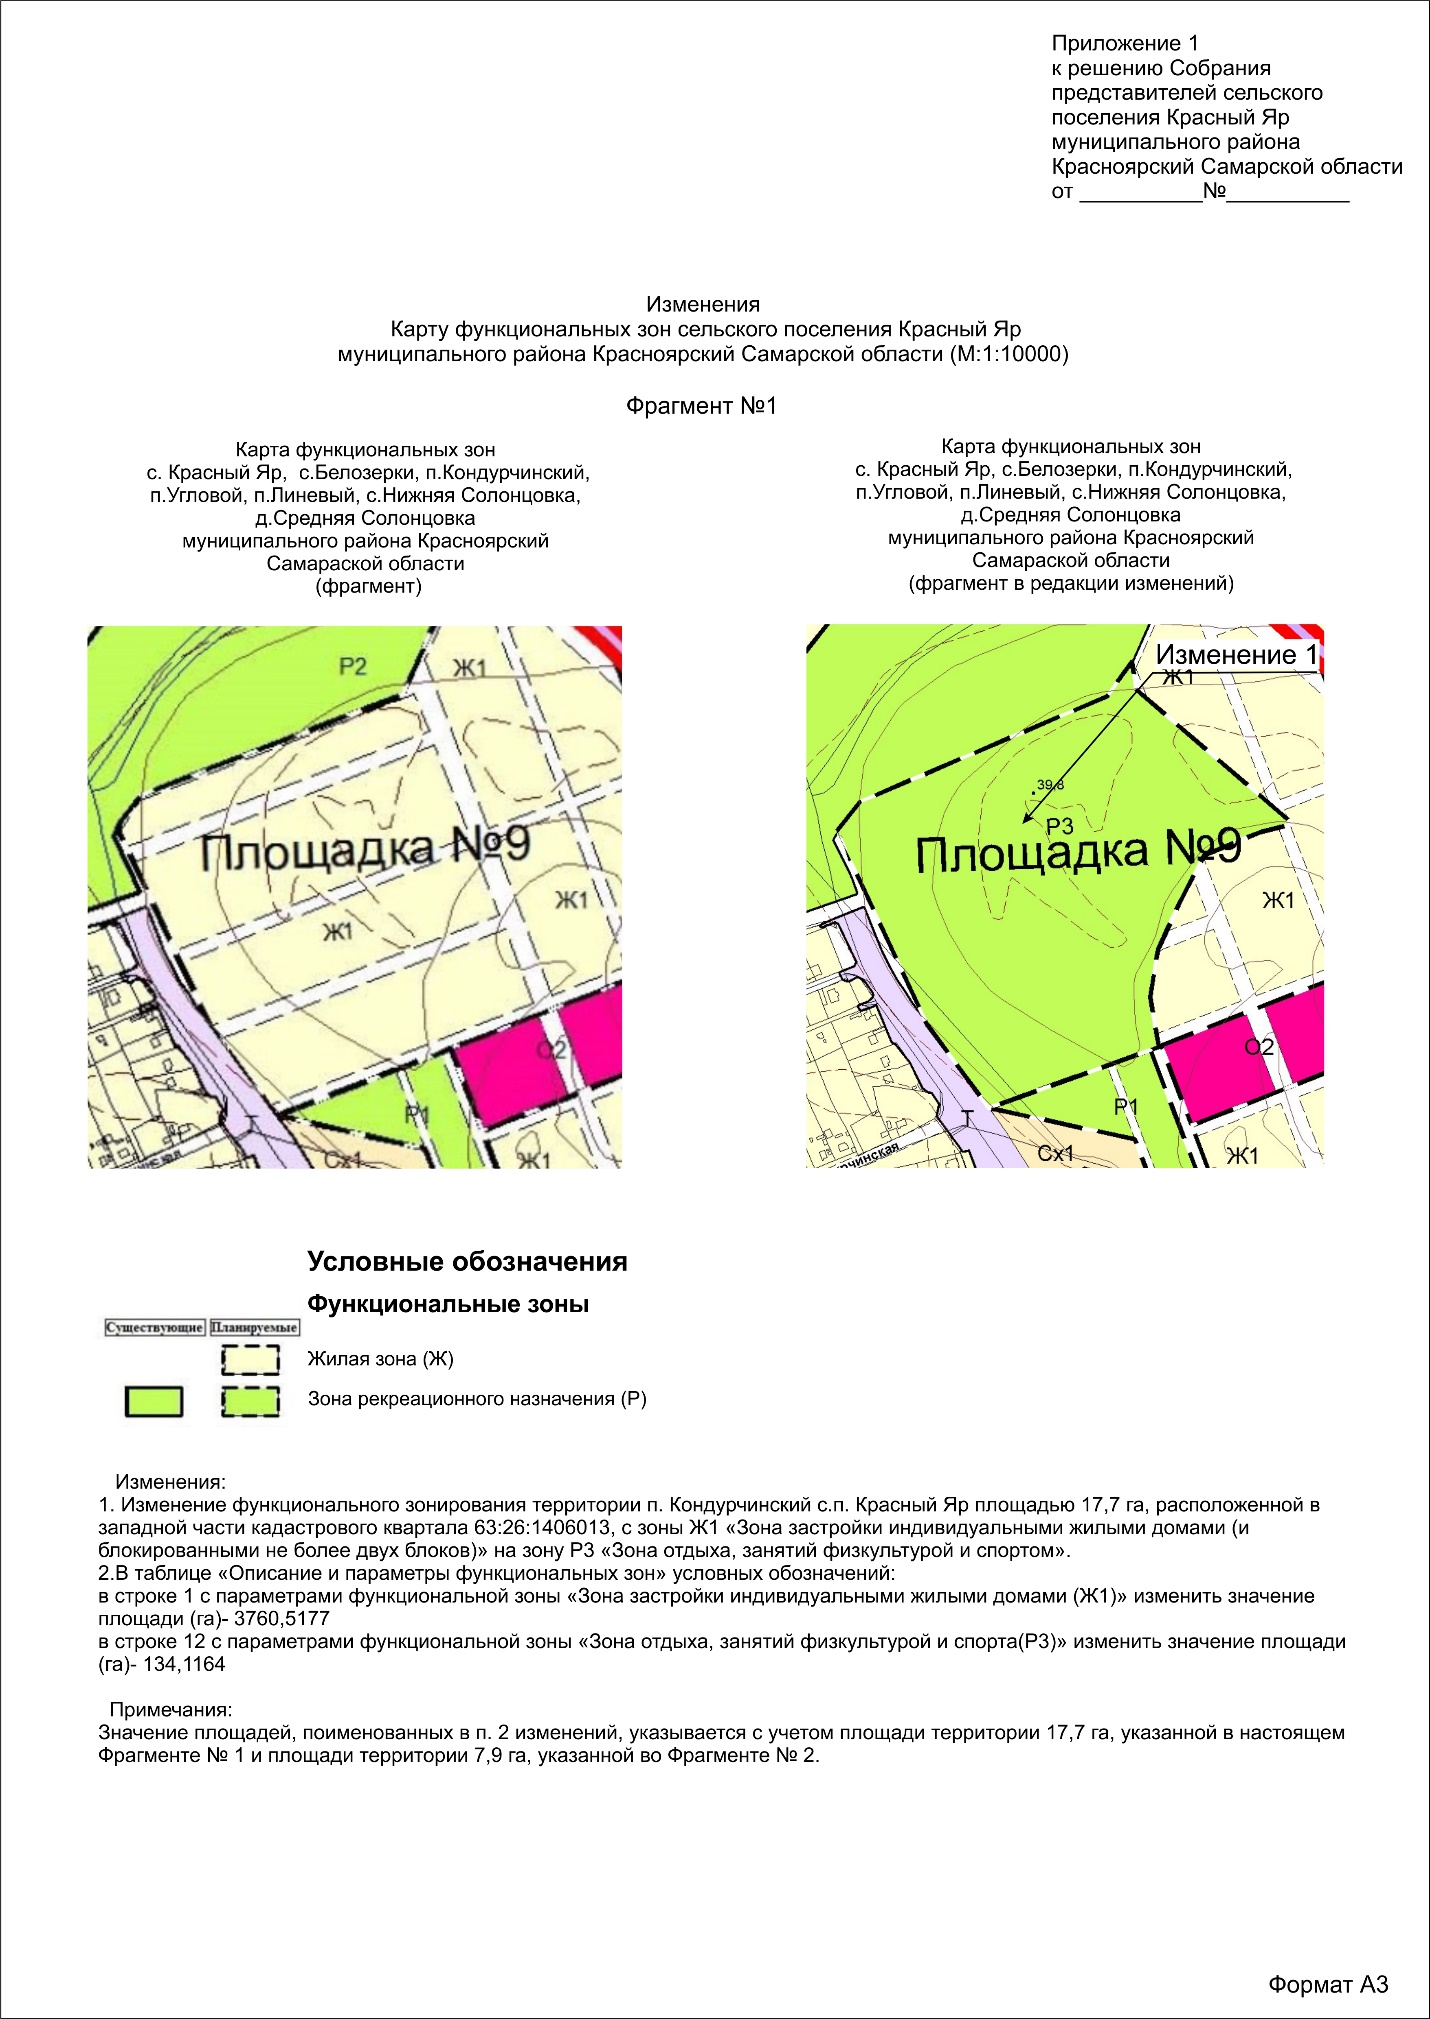 Приложение 1
к решению Собрания
представителей сельского
поселения Красный Яр
муниципального района
Красноярский Самарской области
от __________№__________
Изменения
Карту функциональных зон сельского поселения Красный Яр
муниципального района Красноярский Самарской области (М:1:10000)
Фрагмент №1
Карта функциональных зон
с. Красный Яр, с.Белозерки, п.Кондурчинский,
п.Угловой, п.Линевый, с.Нижняя Солонцовка,
д.Средняя Солонцовка
муниципального района Красноярский
Самараской области
(фрагмент)
Карта функциональных зон
с. Красный Яр, с.Белозерки, п.Кондурчинский,
п.Угловой, п.Линевый, с.Нижняя Солонцовка,
д.Средняя Солонцовка
муниципального района Красноярский
Самараской области
(фрагмент в редакции изменений)
Р2
Ж1
Площадка №9
Ж1
Ж1
О2
Р1
Т
Сх1
Ж1
Изменение 1
Ж1
39,8
Р3
Площадка №9
Ж1
О2
Р1
Т
Сх1
Ж1
Условные обозначения
Функциональные зоны
Существующие Планируемые
Жилая зона (Ж)
Зона рекреационного назначения (Р)
Изменения:
1. Изменение функционального зонирования территории п. Кондурчинский с.п. Красный Яр площадью 17,7 га, расположенной в
западной части кадастрового квартала 63:26:1406013, с зоны Ж1 «Зона застройки индивидуальными жилыми домами (и
блокированными не более двух блоков)» на зону Р3 «Зона отдыха, занятий физкультурой и спортом».
2.В таблице «Описание и параметры функциональных зон» условных обозначений:
в строке 1 с параметрами функциональной зоны «Зона застройки индивидуальными жилыми домами (Ж1)» изменить значение
площади (га)- 3760,5177
в строке 12 с параметрами функциональной зоны «Зона отдыха, занятий физкультурой и спорта(Р3)» изменить значение площади
(га)- 134,1164
Примечания:
Значение площадей, поименованных в п. 2 изменений, указывается с учетом площади территории 17,7 га, указанной в настоящем
Фрагменте № 1 и площади территории 7,9 га, указанной во Фрагменте № 2.
Формат А3